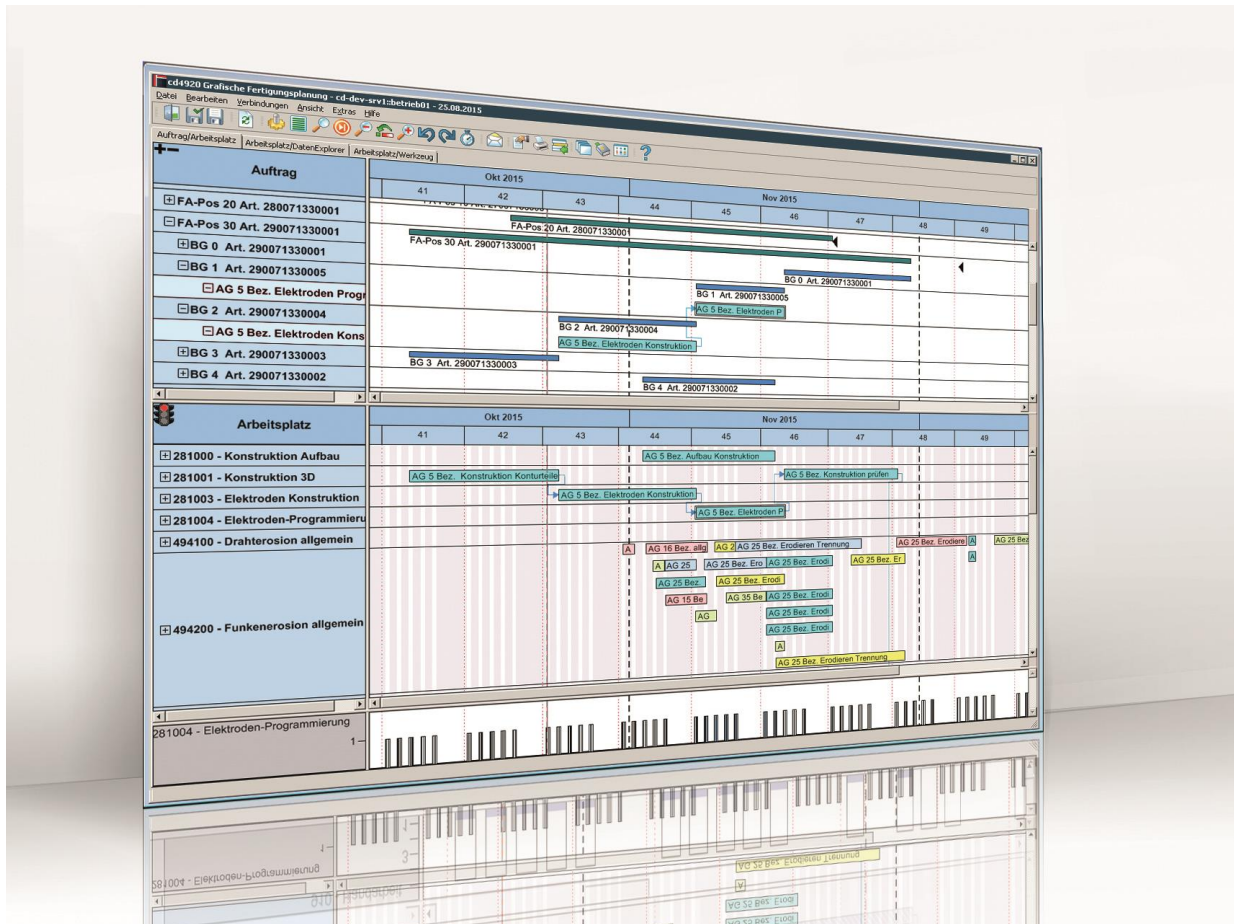 cd4920 Grafische Fertigungsplanung - cd-dev-srv1::betrieb01 - 25.08.2015
Datei Bearbeiten Verbindungen Ansicht Extras Hilfe
Auftrag/Arbeitsplatz Arbeitsplatz/DatenExplorer Arbeitsplatz/Werkzeug
Auftrag
Okt 2015 Nov 2015
41 42 43 44 45 46 47 48 49
FA-Pos 20 Art. 280071330001
FA-Pos 20 Art. 280071330001
FA-Pos 30 Art. 290071330001
FA-Pos 30 Art. 290071330001
BG 0 Art. 290071330001
BG 0 Art. 290071330001
BG 1 Art. 290071330005
BG 1 Art. 290071330005
AG 5 Bez. Elektroden Progr
AG 5 Bez. Elektroden P
BG 2 Art. 290071330004
BG 2 Art. 290071330004
AG 5 Bez. Elektroden Kons
AG 5 Bez. Elektroden Konstruktion
BG 3 Art. 290071330003
BG 3 Art. 290071330003
BG 4 Art. 290071330002
BG 4 Art. 290071330002
Arbeitsplatz
Okt 2015 Nov 2015
41 42 43 44 45 46 47 48 49
281000 - Konstruktion Aufbau
AG 5 Bez. Aufbau Konstruktion
281001 - Konstruktion 3D
AG 5 Bez. Konstruktion Konturteile AG 5 Bez. Konstruktion prüfen
281003 - Elektroden Konstruktion
AG 5 Bez. Elektroden Konstruktion
281004 - Elektroden-Programmieru
AG 5 Bez. Elektroden P
494100 - Drahterosion allgemein
A AG 16 Bez. allg AG 2 AG 25 Bez. Erodieren Trennung AG 25 Bez. Erodiere A AG 25 Bez
A AG 25 AG 25 Bez. Ero AG 25 Bez. Erodi AG 25 Bez. Er A
AG 25 Bez. AG 25 Bez. Erodi
AG 15 Be AG 35 Be AG 25 Bez. Erodi
494200 - Funkenerosion allgemein
AG AG 25 Bez. Erodi
AG 25 Bez. Erodi
A
AG 25 Bez. Erodieren Trennung
281004 - Elektroden-Programmierung
1